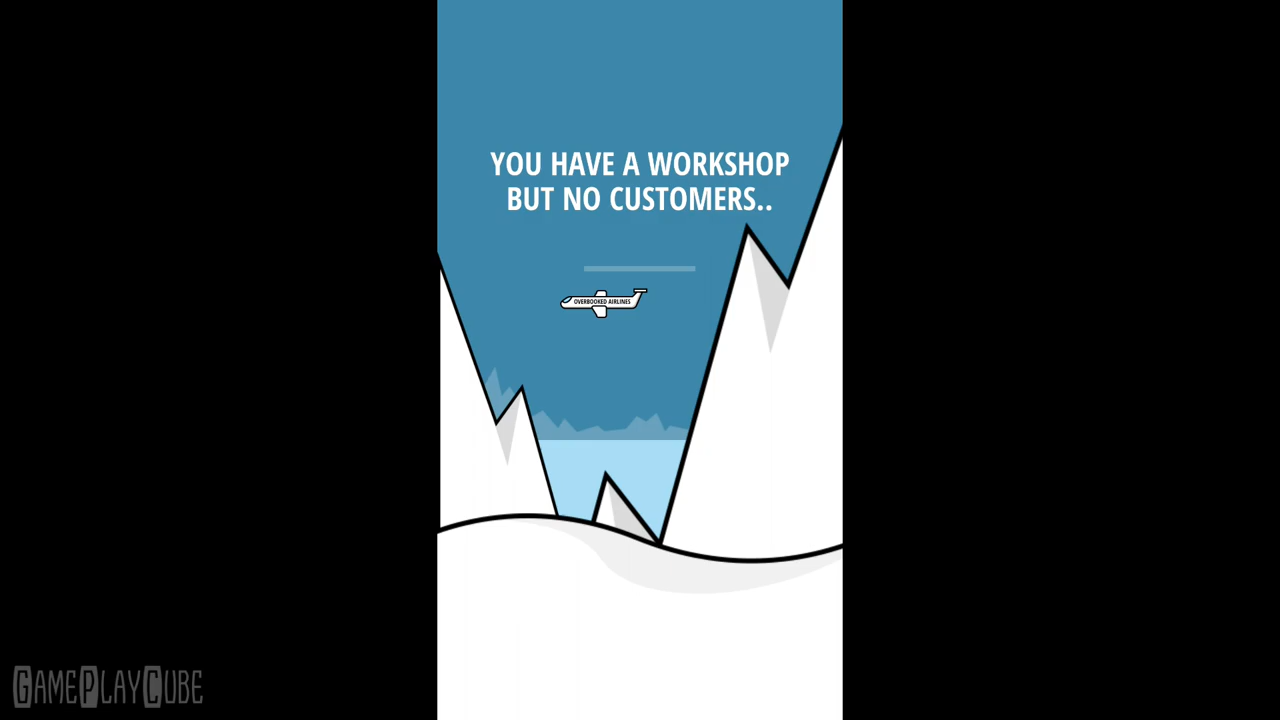 YOU HAVE A WORKSHOP
BUT NO CUSTOMERS..
OVERBOOKED AIRLINES
GamePlayCube